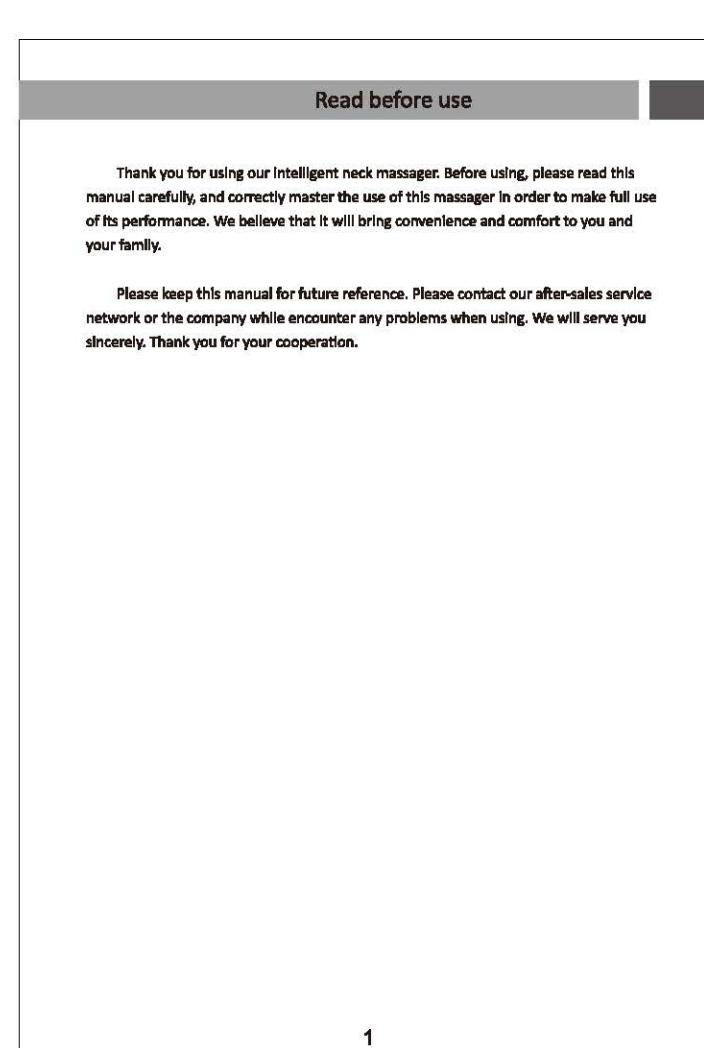 Read before use
Thank you for using our intelligent neck massager. Before using, please read this
manual carefully, and correctly master the use of this massager in order to make full use
of its performance. We believe that it will bring convenience and comfort to you and
your family.
Please keep this manual for future reference. Please contact our after-sales service
network or the company while encounter any problems when using. We will serve you
sincerely. Thank you for your cooperation.
1